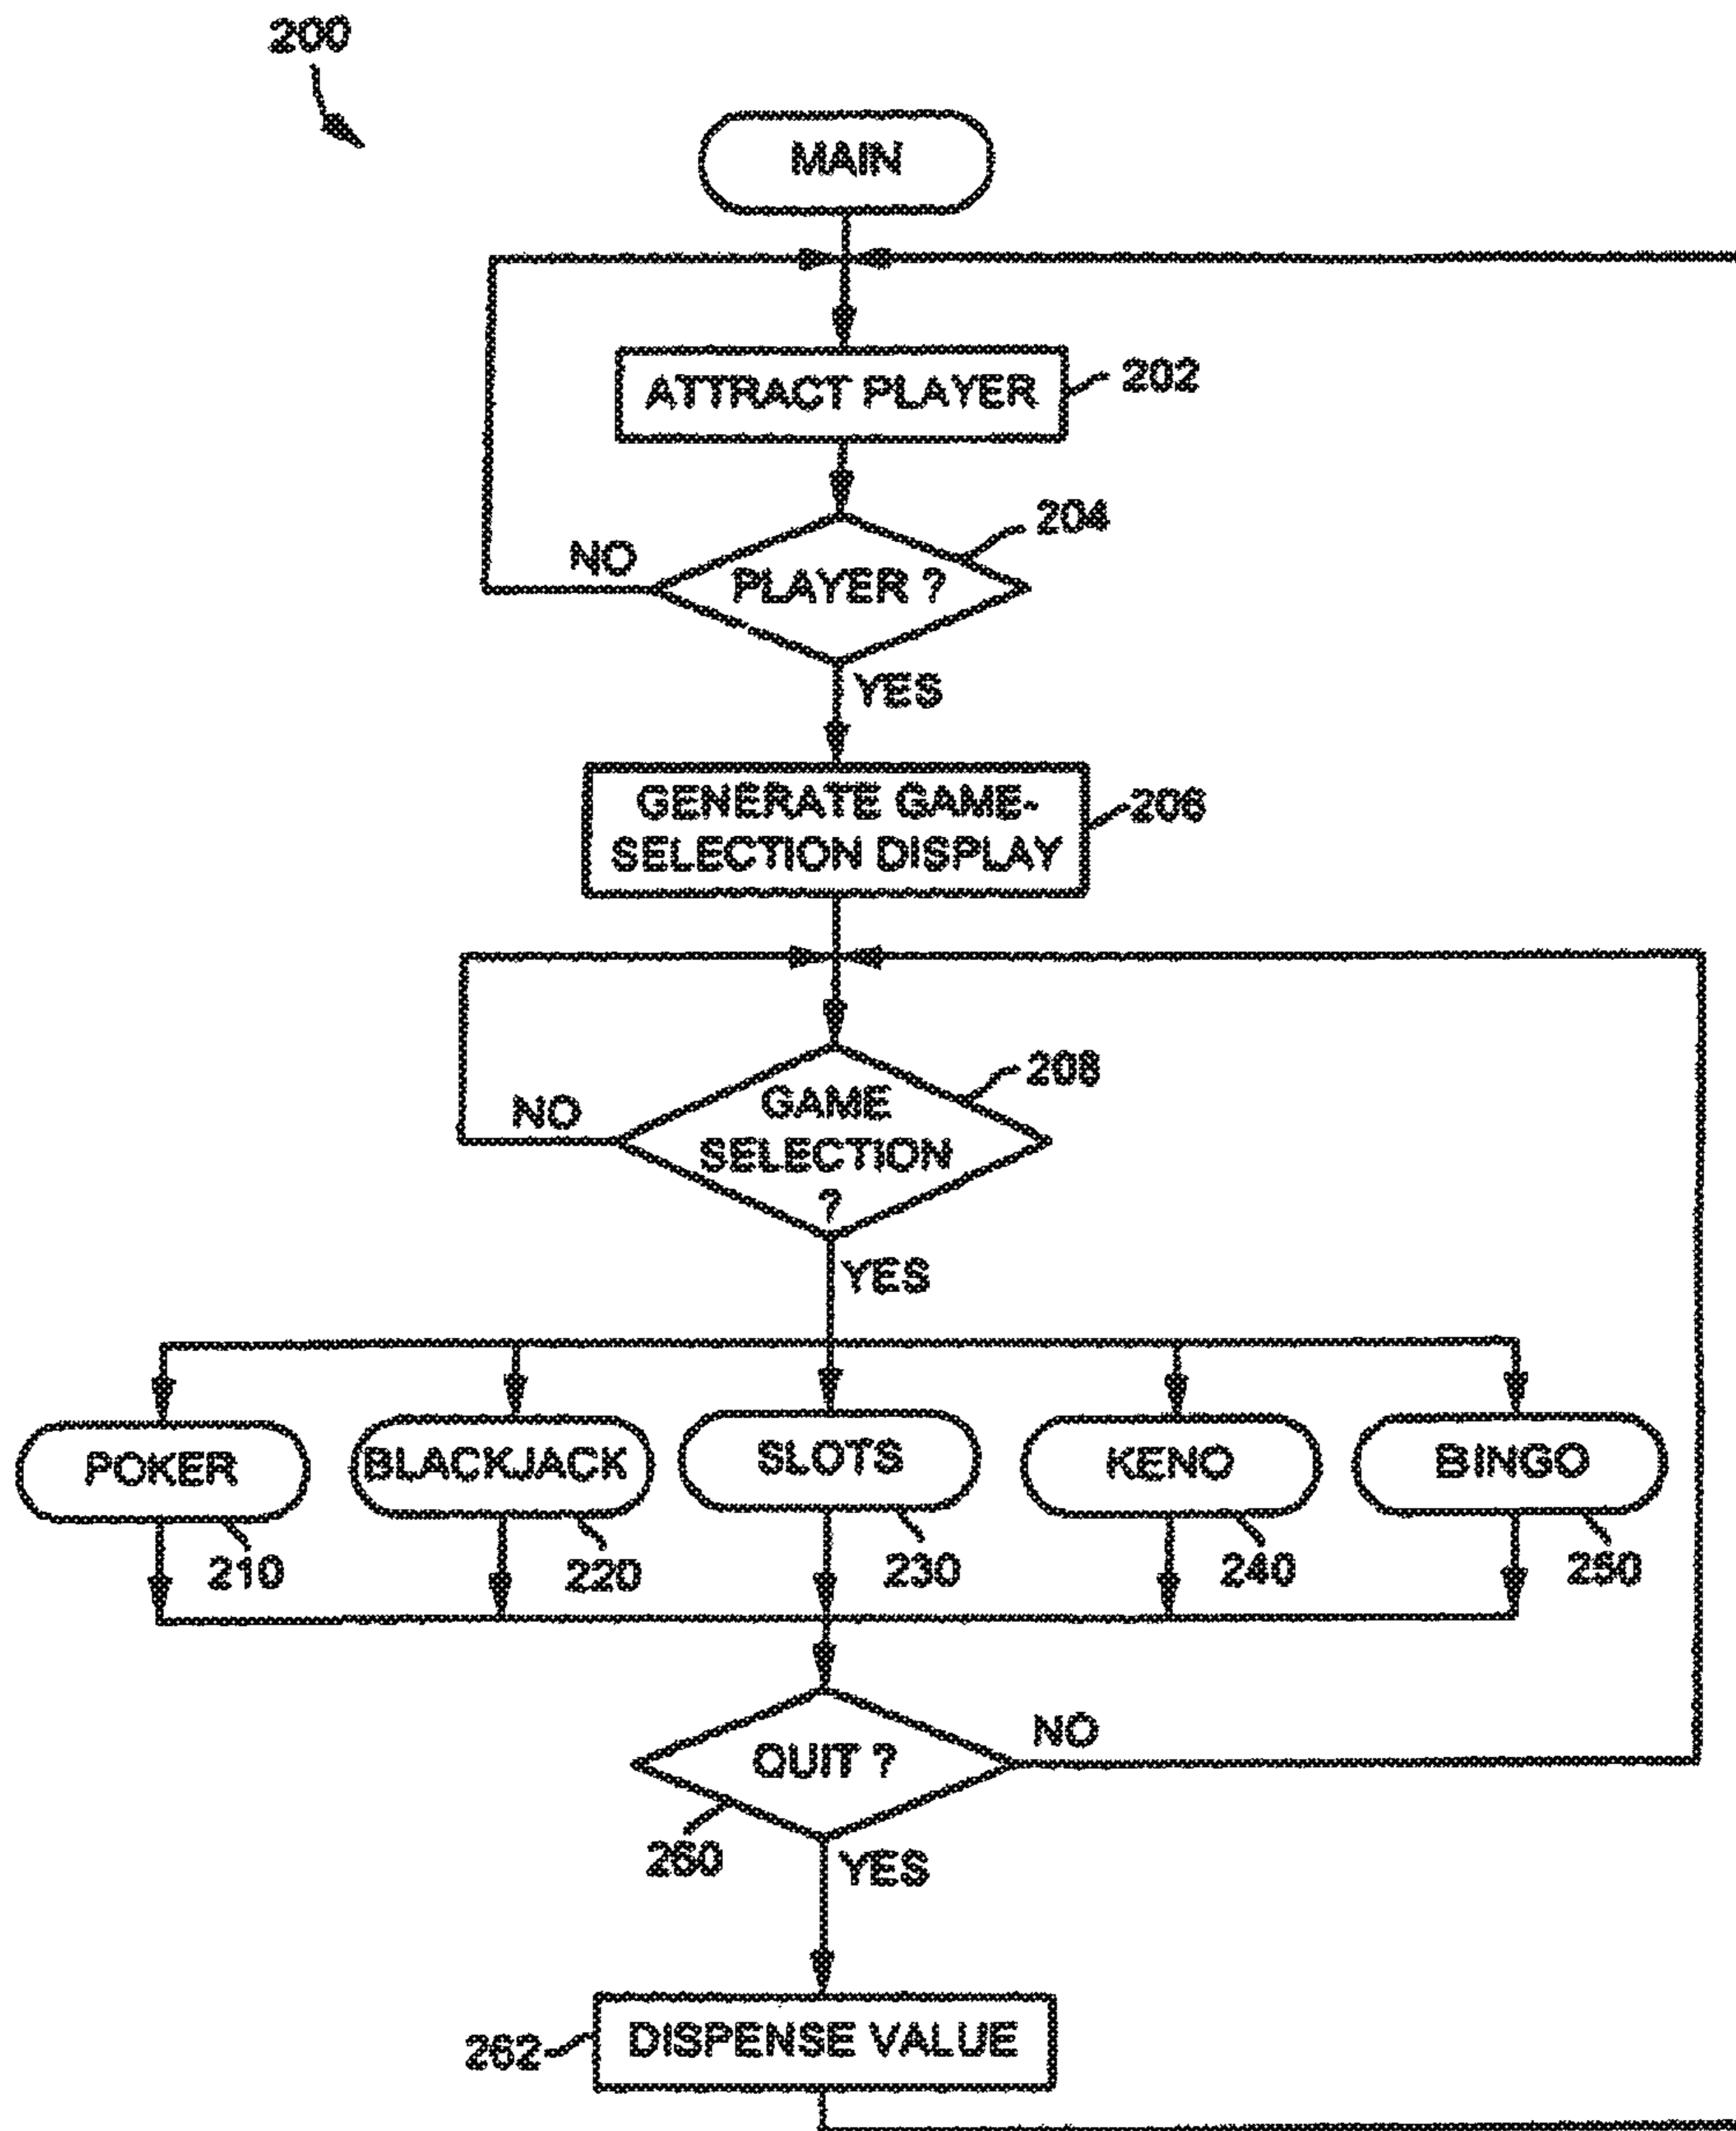 200
MAIN
ATTRACT PLAYER
202
204
NO
PLAYER ?
YES
GENERATE GAME-
SELECTION DISPLAY
206
208
NO
GAME
SELECTION
?
YES
POKER
BLACKJACK
SLOTS
KENO
BINGO
210
220
230
240
250
QUIT ?
NO
260
YES
DISPENSE VALUE
262